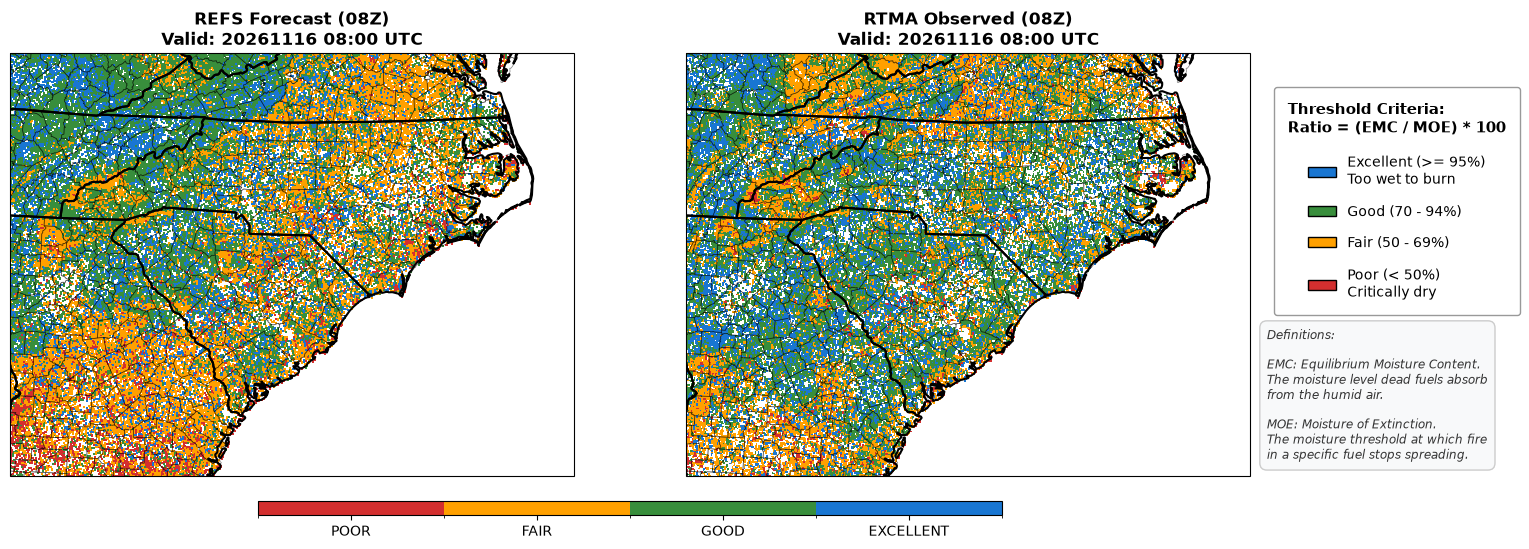 REFS Forecast (08Z)
Valid: 20261116 08:00 UTC
RTMA Observed (08Z)
Valid: 20261116 08:00 UTC
Threshold Criteria:
Ratio = (EMC / MOE) * 100
Excellent (>= 95%)
Too wet to burn
Good (70 - 94%)
Fair (50 - 69%)
Poor (< 50%)
Critically dry
Definitions:
EMC: Equilibrium Moisture Content.
The moisture level dead fuels absorb
from the humid air.
MOE: Moisture of Extinction.
The moisture threshold at which fire
in a specific fuel stops spreading.
POOR
FAIR
GOOD
EXCELLENT